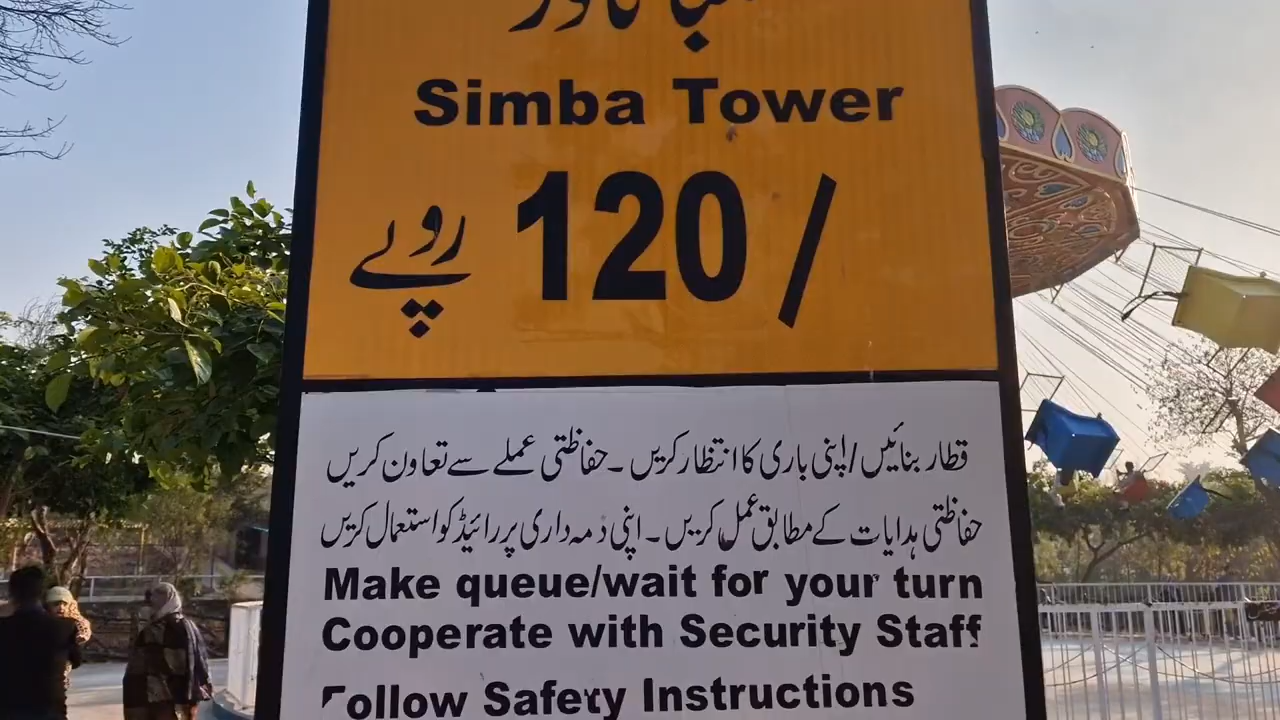 سمبا ٹاور
Simba Tower
روپے 120 /
قطار بنائیں/اپنی باری کا انتظار کریں۔ حفاظتی عملے سے تعاون کریں
حفاظتی ہدایات کے مطابق عمل کریں۔ اپنی ذمہ داری پر رائیڈ کو استعمال کریں
Make queue/wait for your turn
Cooperate with Security Staff
Follow Safety Instructions